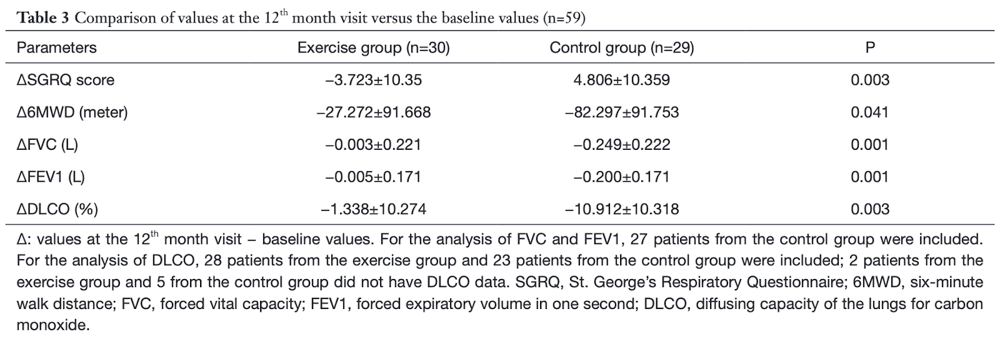 Table 3 Comparison of values at the 12th month visit versus the baseline values (n=59)
Parameters Exercise group (n=30) Control group (n=29) P
ΔSGRQ score −3.723±10.35 4.806±10.359 0.003
Δ6MWD (meter) −27.272±91.668 −82.297±91.753 0.041
ΔFVC (L) −0.003±0.221 −0.249±0.222 0.001
ΔFEV1 (L) −0.005±0.171 −0.200±0.171 0.001
ΔDLCO (%) −1.338±10.274 −10.912±10.318 0.003
Δ: values at the 12th month visit – baseline values. For the analysis of FVC and FEV1, 27 patients from the control group were included.
For the analysis of DLCO, 28 patients from the exercise group and 23 patients from the control group were included; 2 patients from the
exercise group and 5 from the control group did not have DLCO data. SGRQ, St. George’s Respiratory Questionnaire; 6MWD, six-minute
walk distance; FVC, forced vital capacity; FEV1, forced expiratory volume in one second; DLCO, diffusing capacity of the lungs for carbon
monoxide.